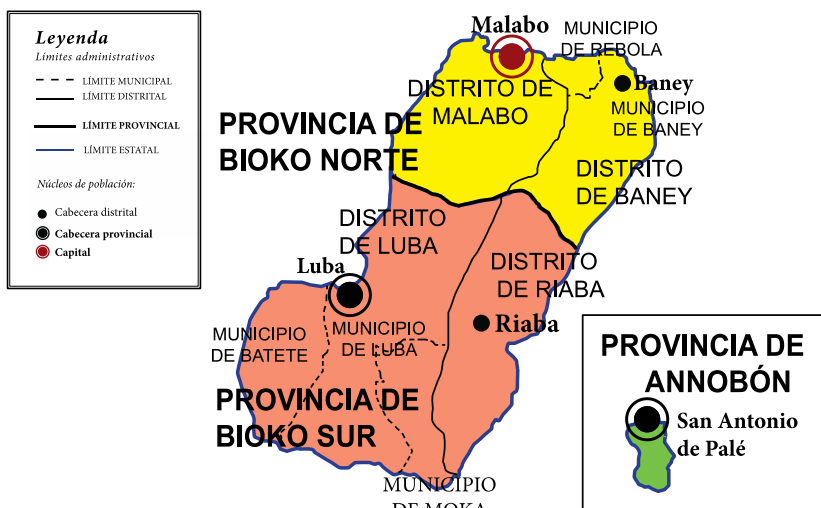 Leyenda
Límites administrativos
LÍMITE MUNICIPAL
LÍMITE DISTRITAL
LÍMITE PROVINCIAL
LÍMITE ESTATAL
Núcleos de población:
Cabecera distrital
Cabecera provincial
Capital
Malabo
MUNICIPIO
DE REBOLA
DISTRITO DE
MALABO
Baney
MUNICIPIO
DE BANEY
PROVINCIA DE
BIOKO NORTE
DISTRITO
DE BANEY
DISTRITO
DE LUBA
Luba
DISTRITO
DE RIABA
Riaba
MUNICIPIO
DE BATETE
MUNICIPIO
DE LUBA
PROVINCIA DE
BIOKO SUR
MUNICIPIO
DE MOKA
PROVINCIA DE
ANNOBÓN
San Antonio
de Palé